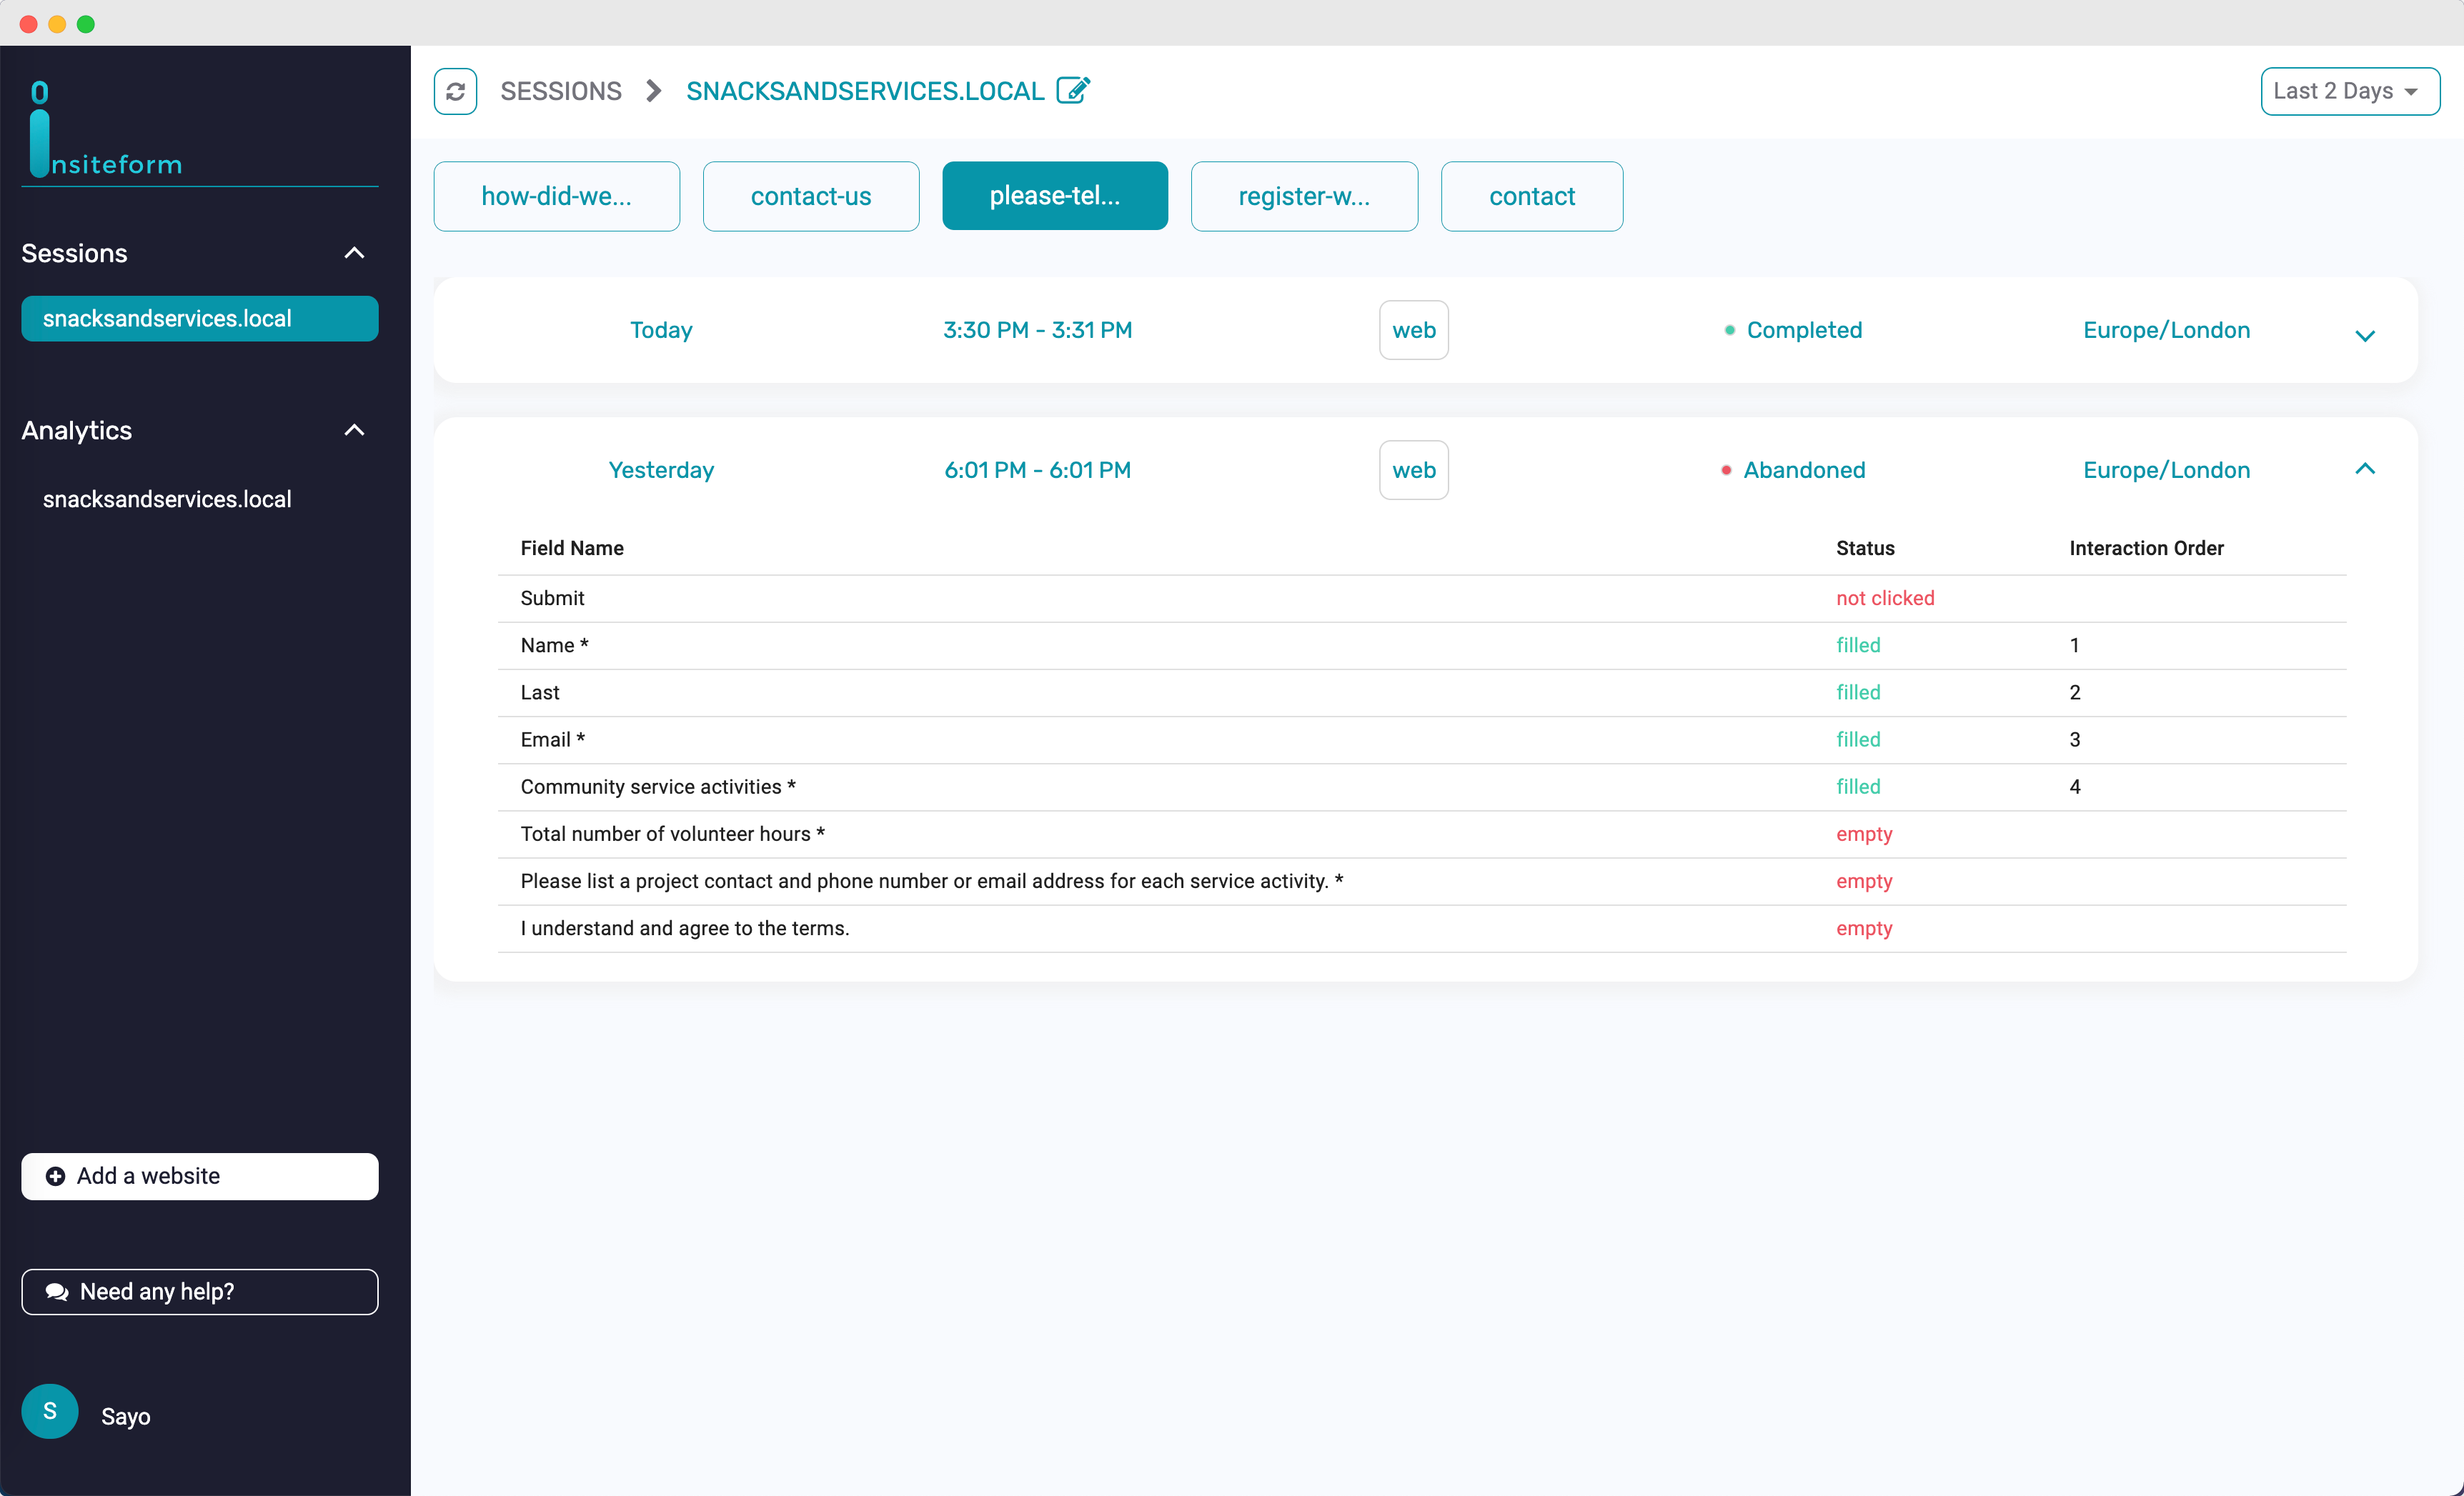 Insiteform
Sessions
snacksandservices.local
Analytics
snacksandservices.local
Add a website
Need any help?
S
Sayo
SESSIONS
SNACKSANDSERVICES.LOCAL
Last 2 Days
how-did-we...
contact-us
please-tel...
register-w...
contact
Today 3:30 PM - 3:31 PM web Completed Europe/London
Yesterday 6:01 PM - 6:01 PM web Abandoned Europe/London
Field Name Status Interaction Order
Submit not clicked
Name * filled 1
Last filled 2
Email * filled 3
Community service activities * filled 4
Total number of volunteer hours * empty
Please list a project contact and phone number or email address for each service activity. * empty
I understand and agree to the terms. empty